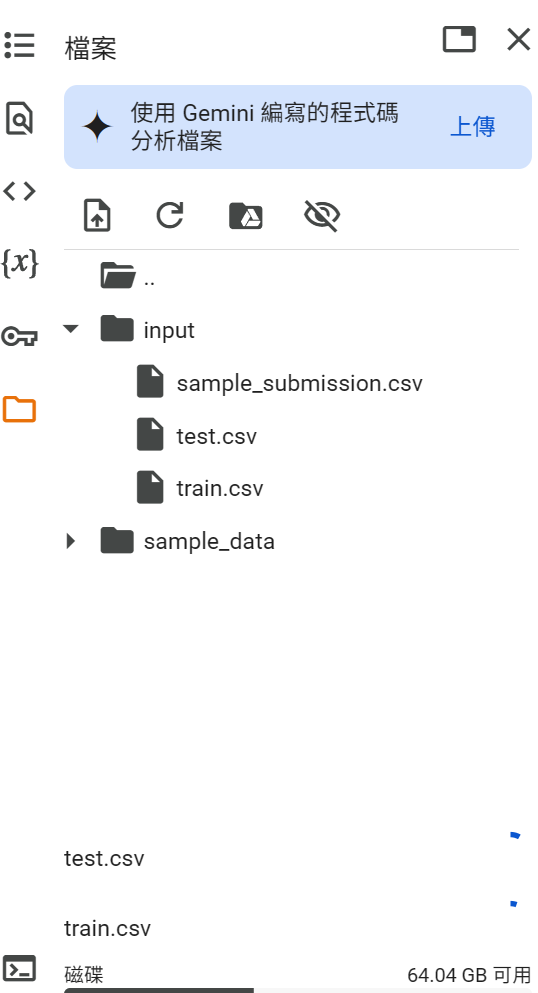 檔案
使用 Gemini 編寫的程式碼
分析檔案
上傳
{x}
..
input
sample_submission.csv
test.csv
train.csv
sample_data
test.csv
train.csv
磁碟
64.04 GB 可用